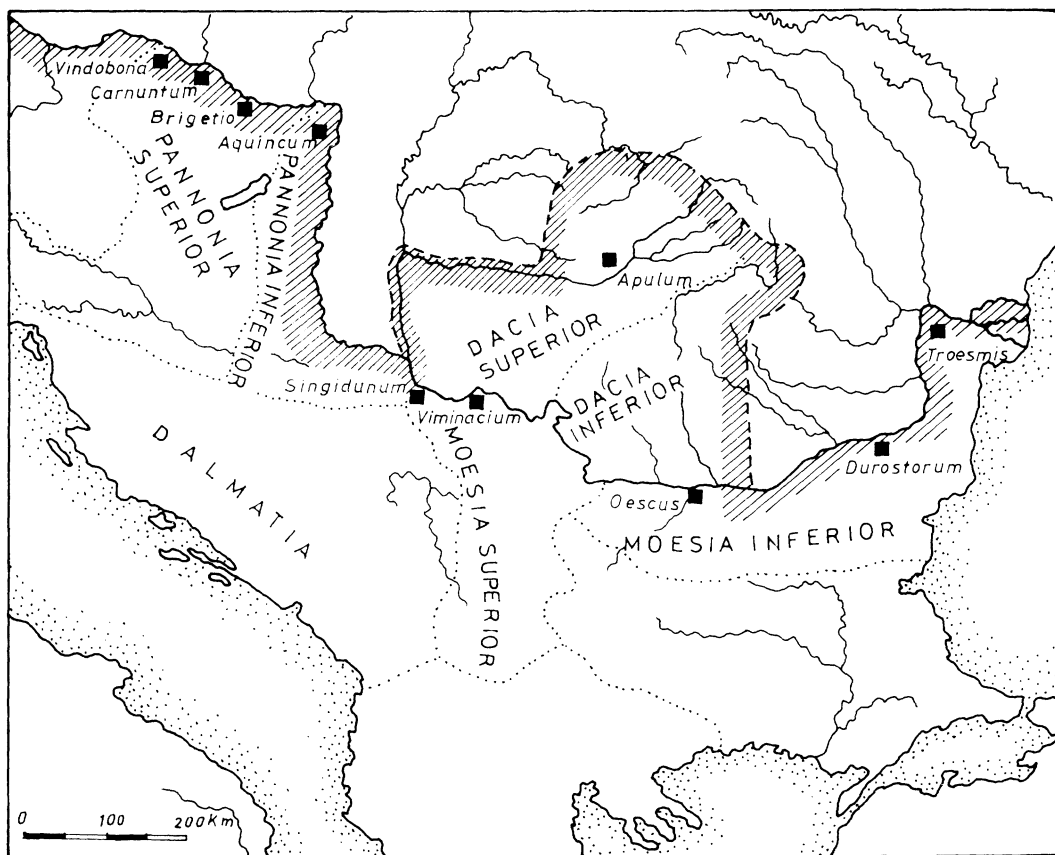 Vindobona
Carnuntum
Brigetio
Aquincum
PANNONIA
SUPERIOR
PANNONIA INFERIOR
Apulum
DACIA
SUPERIOR
DACIA
INFERIOR
Troesmis
Singidunum
Viminacium
DALMATIA
MOESIA SUPERIOR
Durostorum
Oescus
MOESIA INFERIOR
0 100 200Km